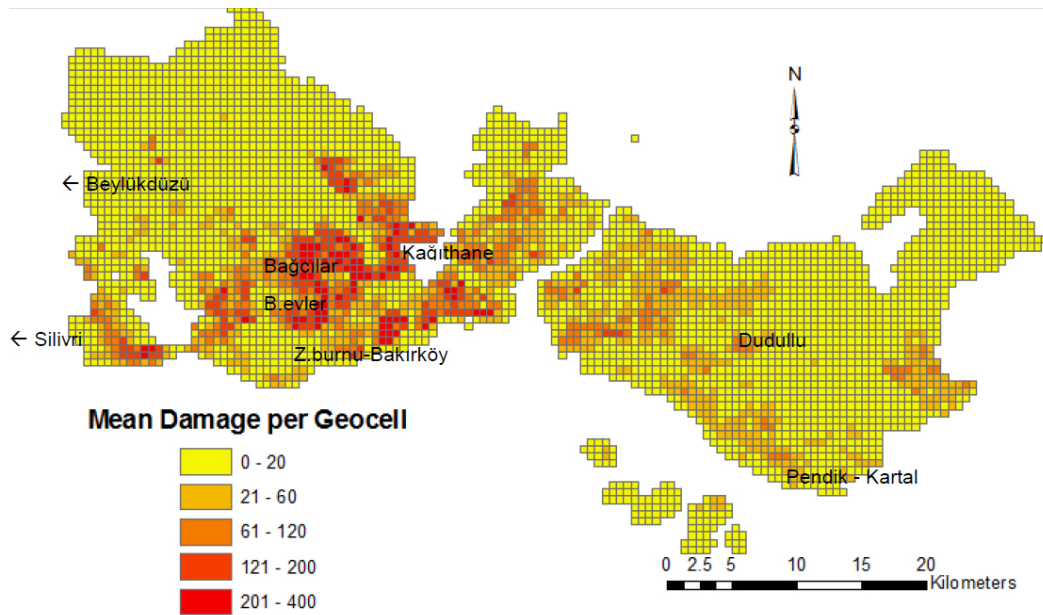 N
← Beylükdüzü
Kağıthane
Bağcılar
B.evler
← Silivri
Z.burnu-Bakırköy
Dudullu
Pendik - Kartal
Mean Damage per Geocell
0 - 20
21 - 60
61 - 120
121 - 200
201 - 400
0 2.5 5 10 15 20
Kilometers